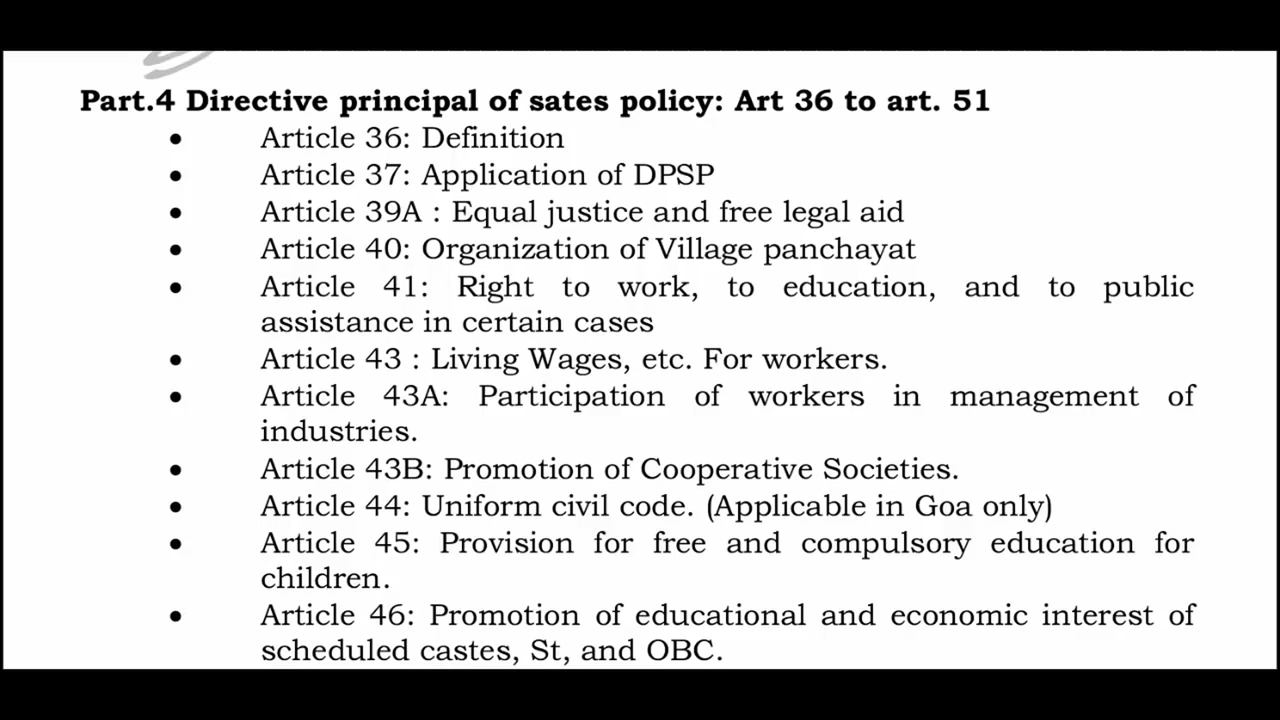 Part.4 Directive principal of sates policy: Art 36 to art. 51
• Article 36: Definition
• Article 37: Application of DPSP
• Article 39A : Equal justice and free legal aid
• Article 40: Organization of Village panchayat
• Article 41: Right to work, to education, and to public
assistance in certain cases
• Article 43 : Living Wages, etc. For workers.
• Article 43A: Participation of workers in management of
industries.
• Article 43B: Promotion of Cooperative Societies.
• Article 44: Uniform civil code. (Applicable in Goa only)
• Article 45: Provision for free and compulsory education for
children.
• Article 46: Promotion of educational and economic interest of
scheduled castes, St, and OBC.